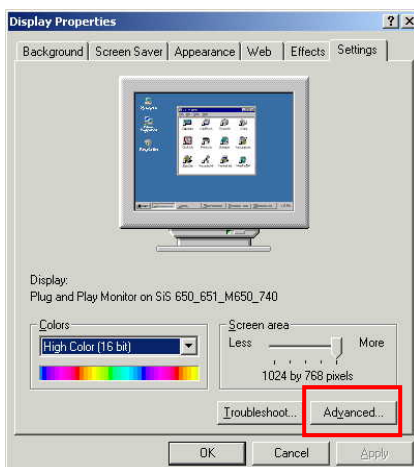 Display Properties
Background Screen Saver Appearance Web Effects Settings
Display:
Plug and Play Monitor on SiS 650_651_M650_740
Colors
High Color (16 bit)
Screen area
Less More
1024 by 768 pixels
Troubleshoot... Advanced...
OK Cancel Apply